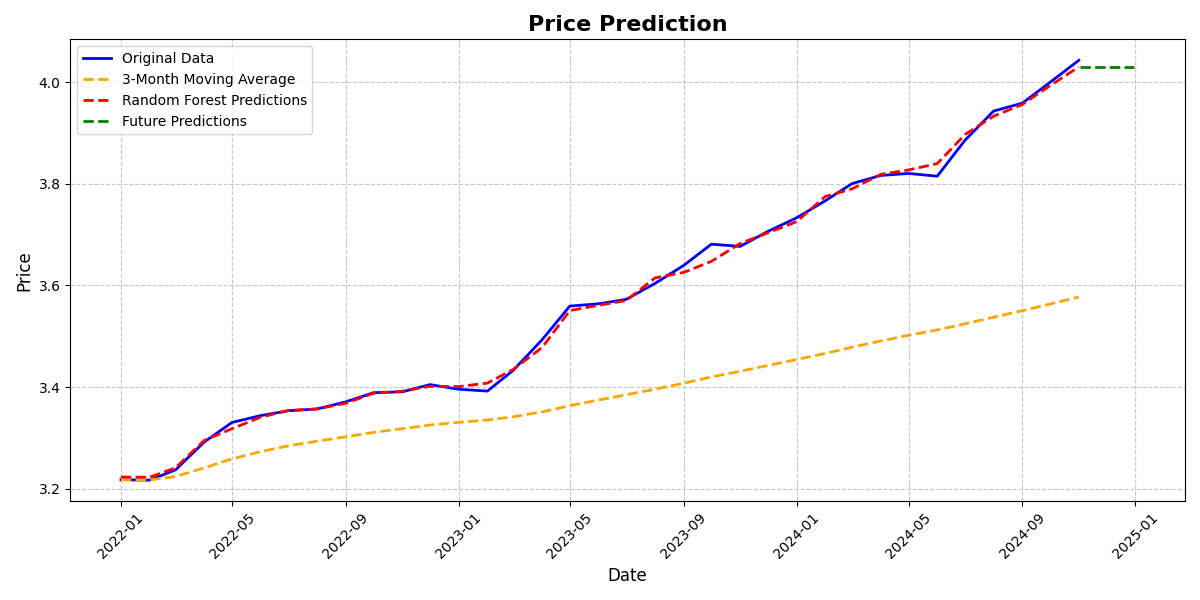 Price Prediction
Original Data
3-Month Moving Average
Random Forest Predictions
Future Predictions
Price
4.0
3.8
3.6
3.4
3.2
2022-01
2022-05
2022-09
2023-01
2023-05
2023-09
2024-01
2024-05
2024-09
2025-01
Date